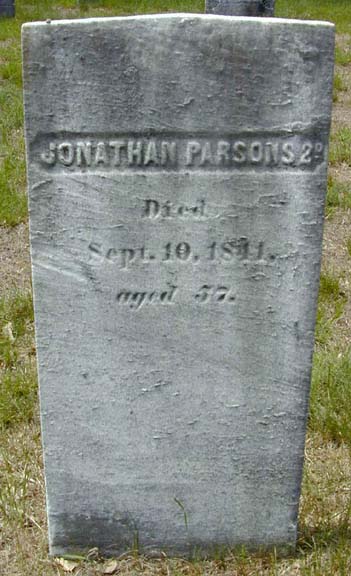 JONATHAN PARSONS, 2D
Died
Sept. 10, 1841.
aged 57.